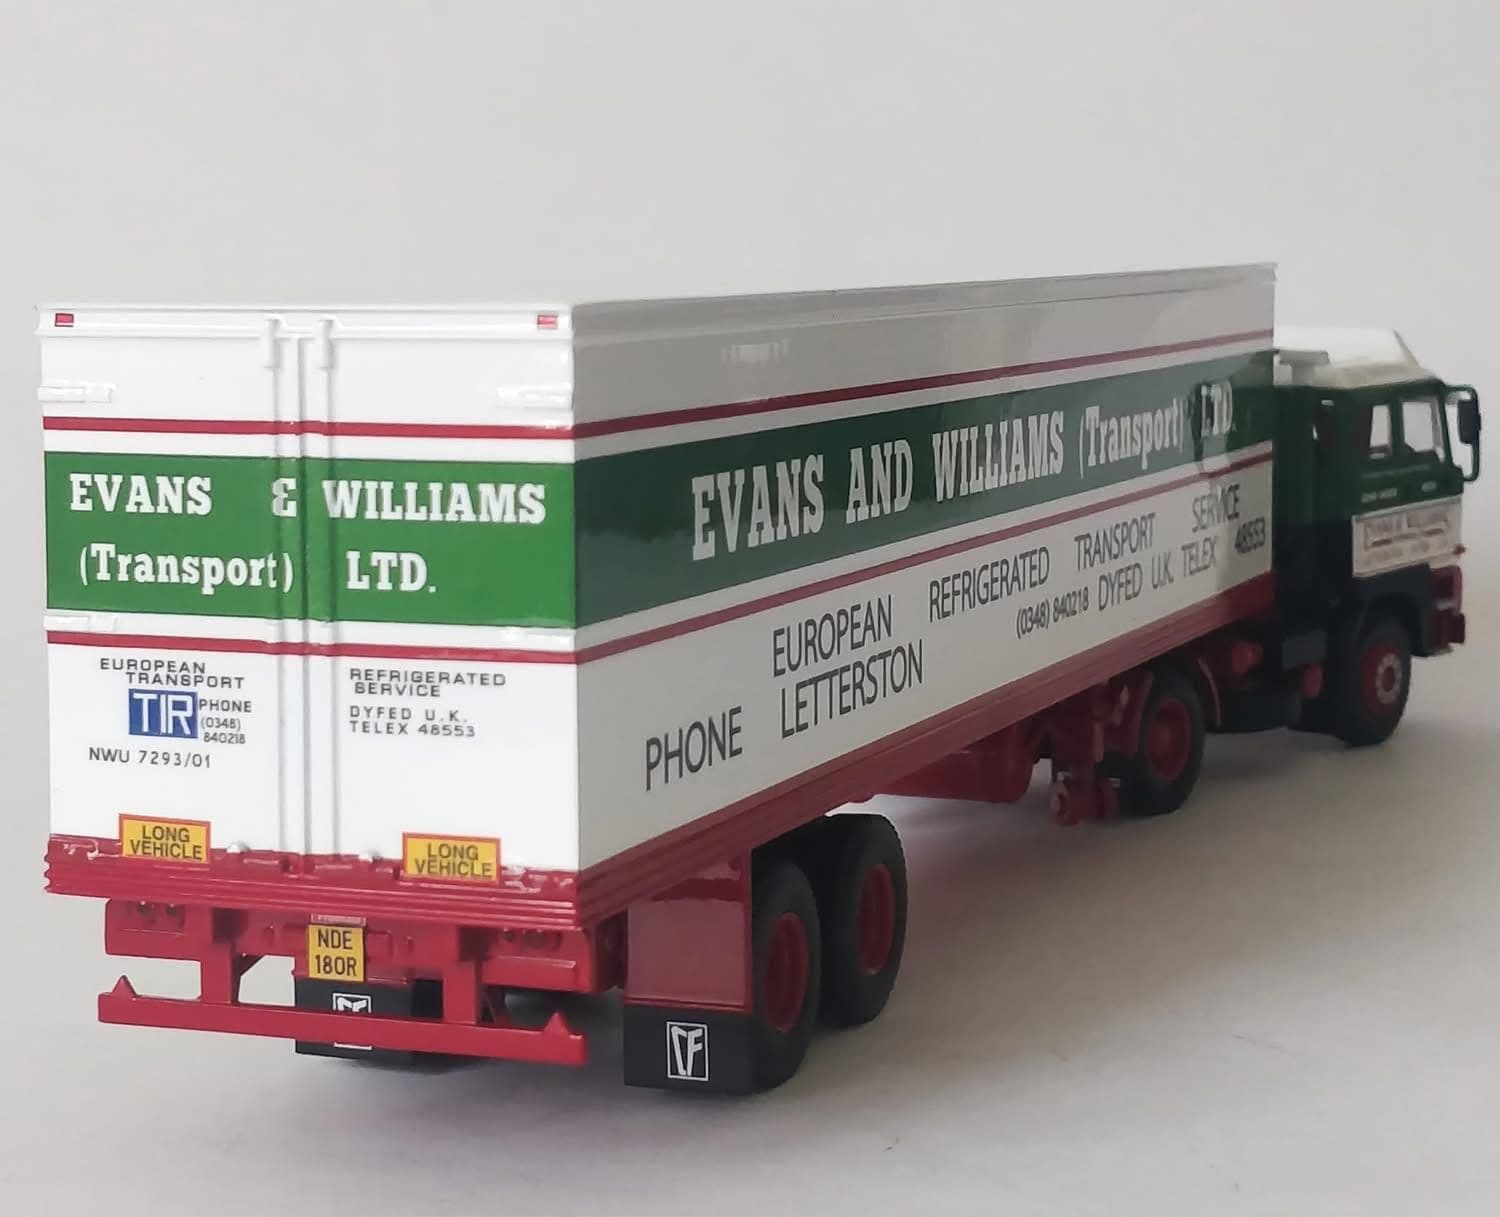 EVANS & WILLIAMS
(Transport) LTD.
EUROPEAN
TRANSPORT
TIR
PHONE
(0348)
840218
NWU 7293/01
REFRIGERATED
SERVICE
DYFED U.K.
TELEX 48553
LONG
VEHICLE
LONG
VEHICLE
NDE
180R
CF
EVANS AND WILLIAMS (Transport) LTD.
EUROPEAN REFRIGERATED TRANSPORT SERVICE
PHONE LETTERSTON (0348) 840218 DYFED U.K. TELEX 48553